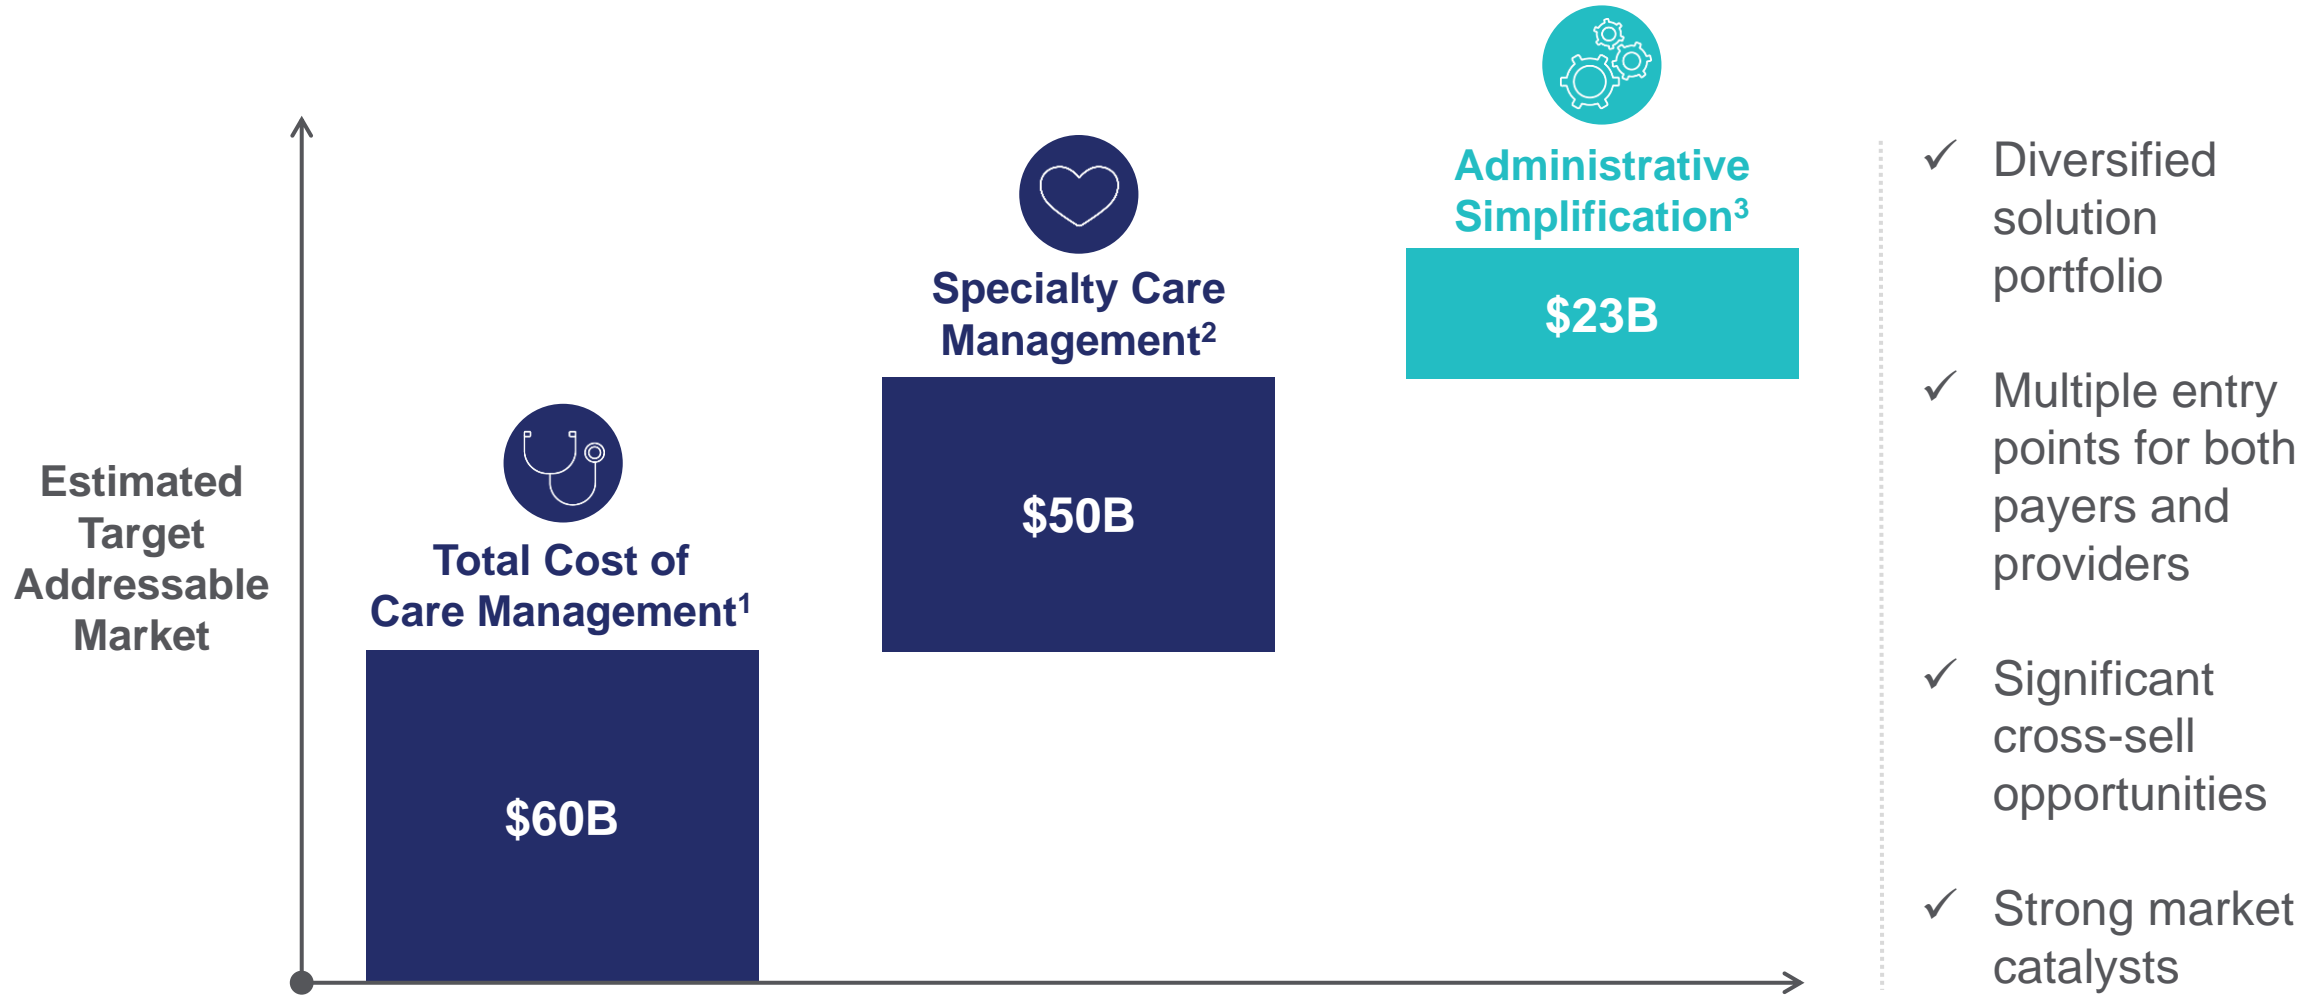 Estimated
Target
Addressable
Market
Total Cost of
Care Management¹
$60B
Specialty Care
Management²
$50B
Administrative
Simplification³
$23B
✓ Diversified
solution
portfolio
✓ Multiple entry
points for both
payers and
providers
✓ Significant
cross-sell
opportunities
✓ Strong market
catalysts